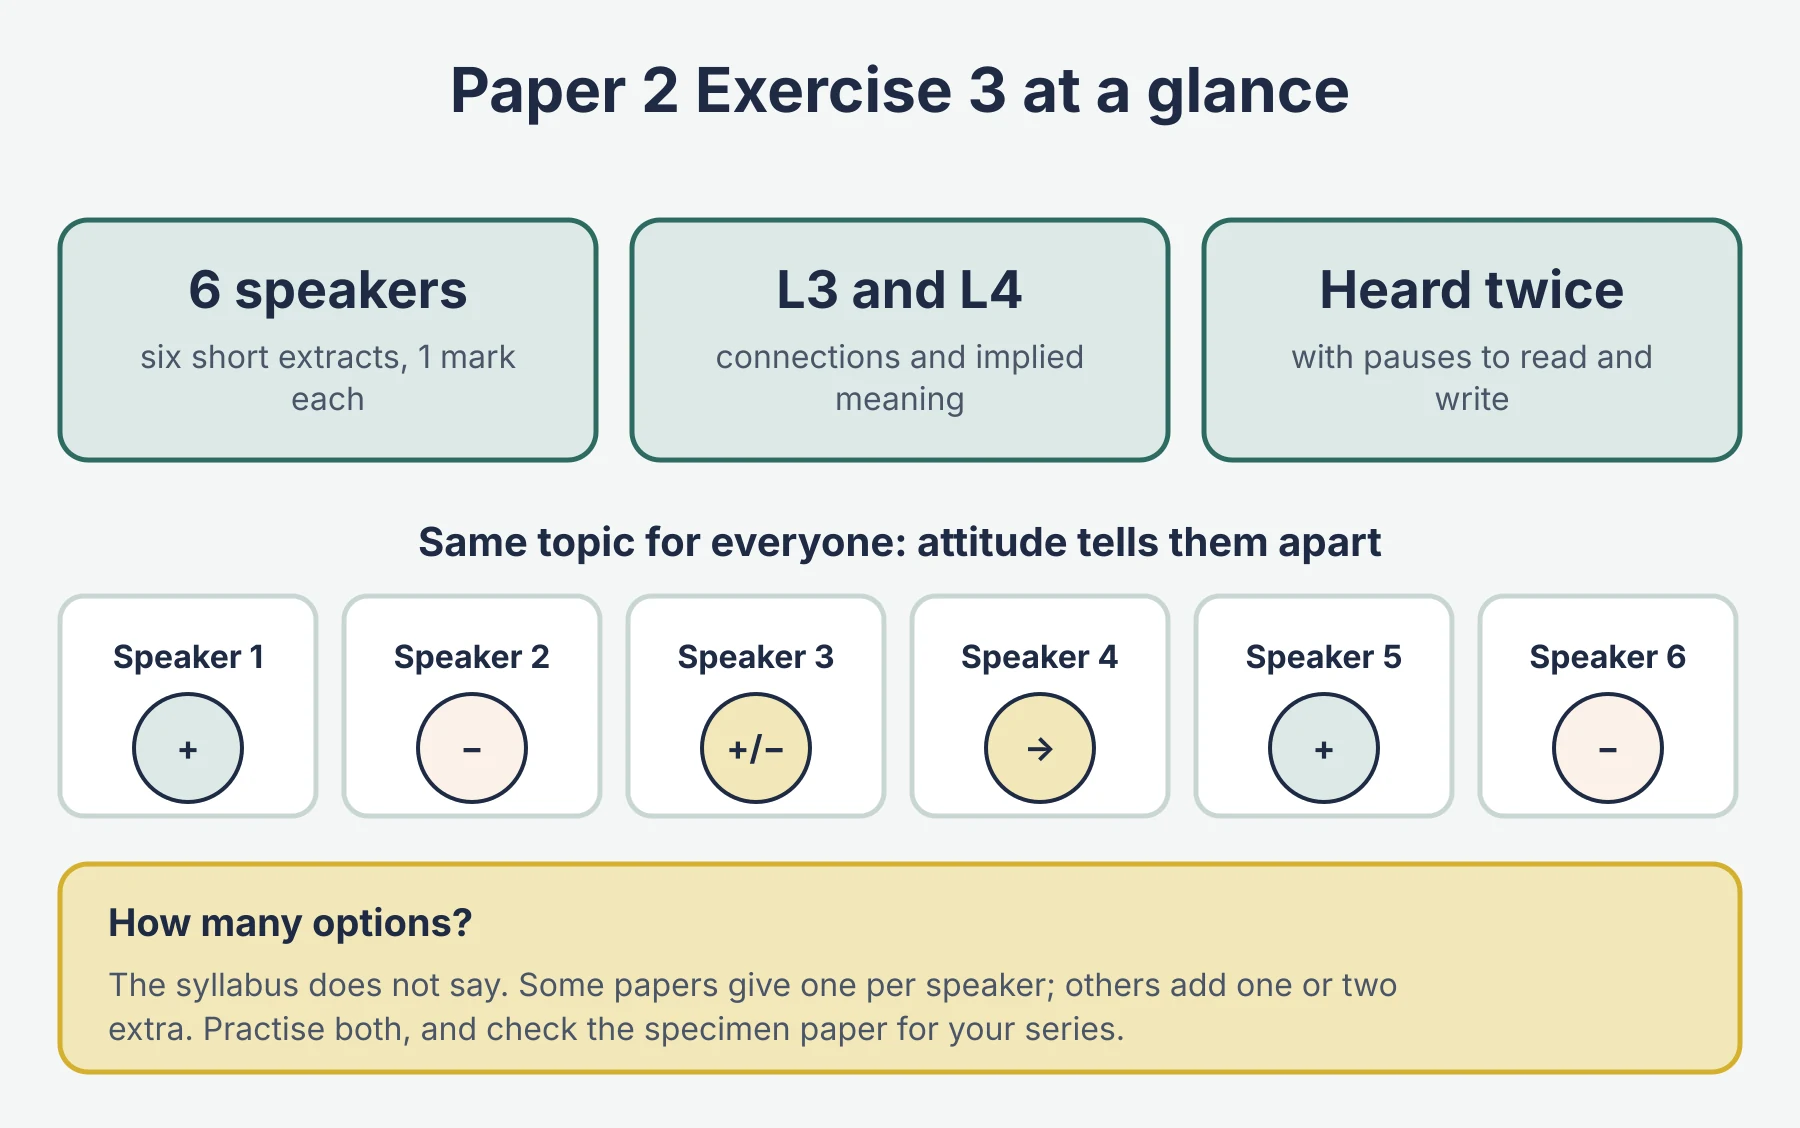 Paper 2 Exercise 3 at a glance
6 speakers
six short extracts, 1 mark
each
L3 and L4
connections and implied
meaning
Heard twice
with pauses to read and
write
Same topic for everyone: attitude tells them apart
Speaker 1
+
Speaker 2
−
Speaker 3
+/−
Speaker 4
→
Speaker 5
+
Speaker 6
−
How many options?
The syllabus does not say. Some papers give one per speaker; others add one or two
extra. Practise both, and check the specimen paper for your series.